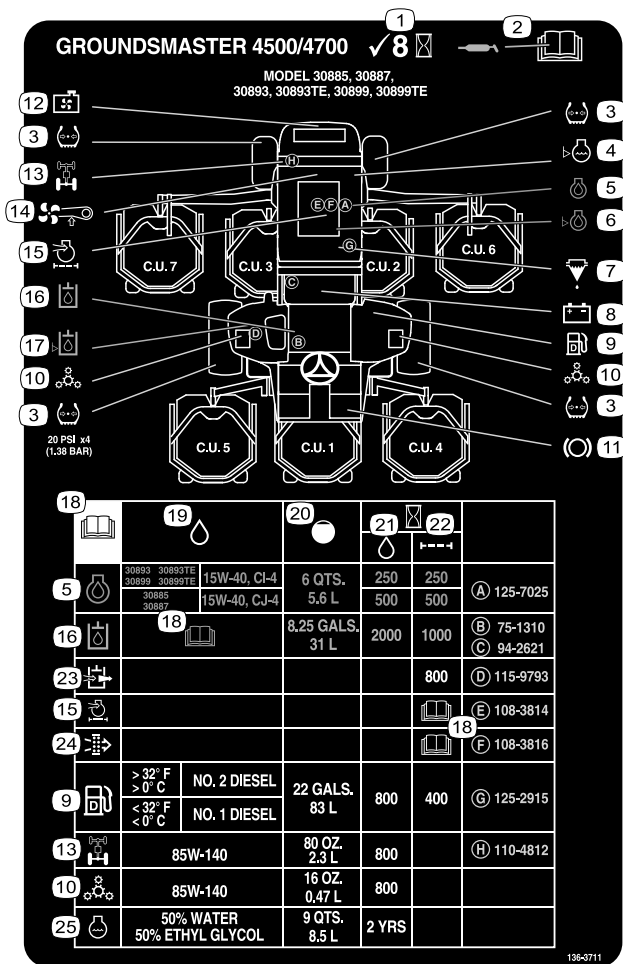 GROUNDSMASTER 4500/4700 ✓8
1
2
MODEL 30885, 30887,
30893, 30893TE, 30899, 30899TE
12
3
3
H
4
13
14
E F A
5
6
15
G
C.U. 7
C.U. 3
C.U. 2
C.U. 6
7
16
C
8
17
D
B
9
10
10
3
3
20 PSI x4
(1.38 BAR)
11
C.U. 5
C.U. 1
C.U. 4
18
19
20
21
22
5
30893 30893TE
30899 30899TE
15W-40, CI-4
30885
30887
15W-40, CJ-4
6 QTS.
5.6 L
250
250
500
500
A 125-7025
16
18
8.25 GALS.
31 L
2000
1000
B 75-1310
C 94-2621
23
800
D 115-9793
15
18
E 108-3814
24
F 108-3816
9
D
> 32° F
> 0° C
NO. 2 DIESEL
< 32° F
< 0° C
NO. 1 DIESEL
22 GALS.
83 L
800
400
G 125-2915
13
85W-140
80 OZ.
2.3 L
800
H 110-4812
10
85W-140
16 OZ.
0.47 L
800
25
50% WATER
50% ETHYL GLYCOL
9 QTS.
8.5 L
2 YRS
136-3711